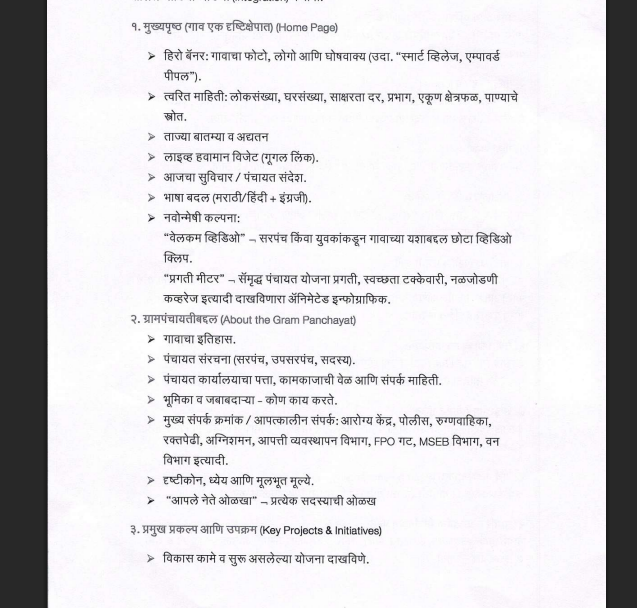 १. मुख्यपृष्ठ (गाव एक दृष्टिक्षेपात) (Home Page)
➢ हिरो बॅनर: गावाचा फोटो, लोगो आणि घोषवाक्य (उदा. “स्मार्ट व्हिलेज, एम्पावर्ड
पीपल”).
➢ त्वरित माहिती: लोकसंख्या, घरसंख्या, साक्षरता दर, प्रभाग, एकूण क्षेत्रफळ, पाण्याचे
स्रोत.
➢ ताज्या बातम्या व अद्यतन
➢ लाइव्ह हवामान विजेट (गूगल लिंक).
➢ आजचा सुविचार / पंचायत संदेश.
➢ भाषा बदल (मराठी/हिंदी + इंग्रजी).
➢ नवोन्मेषी कल्पना:
“वेलकम व्हिडिओ” ¬ सरपंच किंवा युवकांकडून गावाच्या यशाबद्दल छोटा व्हिडिओ
क्लिप.
“प्रगती मीटर” ¬ समृद्ध पंचायत योजना प्रगती, स्वच्छता टक्केवारी, नळजोडणी
कव्हरेज इत्यादी दाखविणारा अ‍ॅनिमेटेड इन्फोग्राफिक.
२. ग्रामपंचायतीबद्दल (About the Gram Panchayat)
➢ गावाचा इतिहास.
➢ पंचायत संरचना (सरपंच, उपसरपंच, सदस्य).
➢ पंचायत कार्यालयाचा पत्ता, कामकाजाची वेळ आणि संपर्क माहिती.
➢ भूमिका व जबाबदाऱ्या - कोण काय करते.
➢ मुख्य संपर्क क्रमांक / आपत्कालीन संपर्क: आरोग्य केंद्र, पोलीस, रुग्णवाहिका,
रक्तपेढी, अग्निशमन, आपत्ती व्यवस्थापन विभाग, FPO गट, MSEB विभाग, वन
विभाग इत्यादी.
➢ दृष्टीकोन, ध्येय आणि मूलभूत मूल्ये.
➢ “आपले नेते ओळखा” ¬ प्रत्येक सदस्याची ओळख
३. प्रमुख प्रकल्प आणि उपक्रम (Key Projects & Initiatives)
➢ विकास कामे व सुरू असलेल्या योजना दाखविणे.